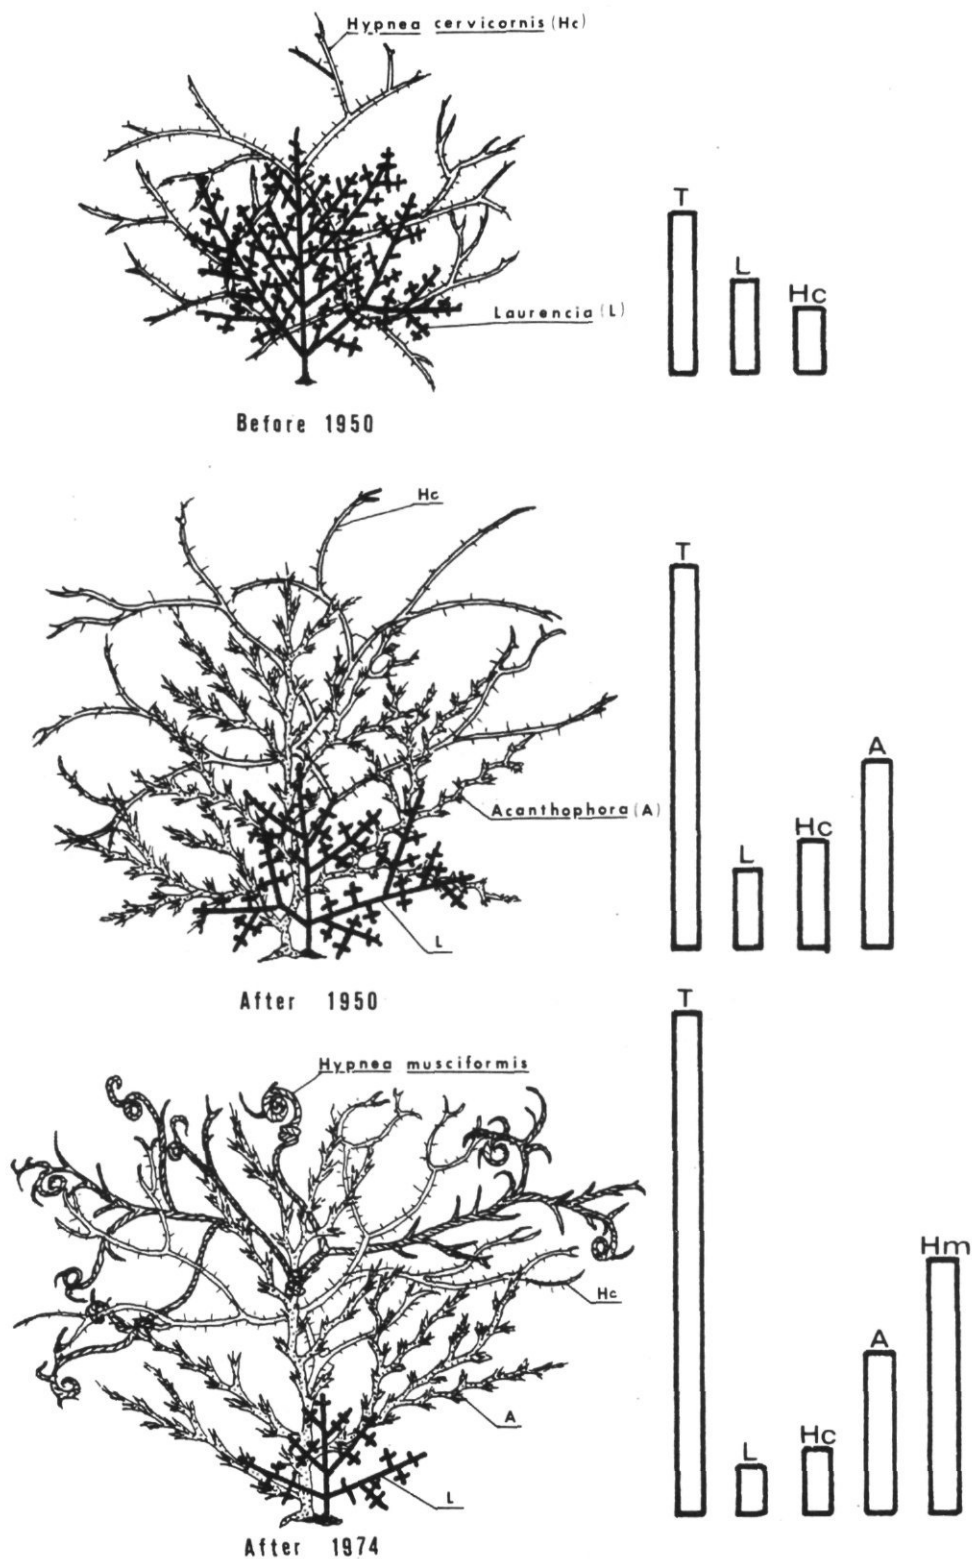 Hypnea cervicornis (Hc)
T
L
Hc
Laurencia (L)
Before 1950
Hc
T
A
Hc
L
Acanthophora (A)
L
After 1950
T
Hypnea musciformis
Hm
Hc
A
Hc
L
A
L
After 1974